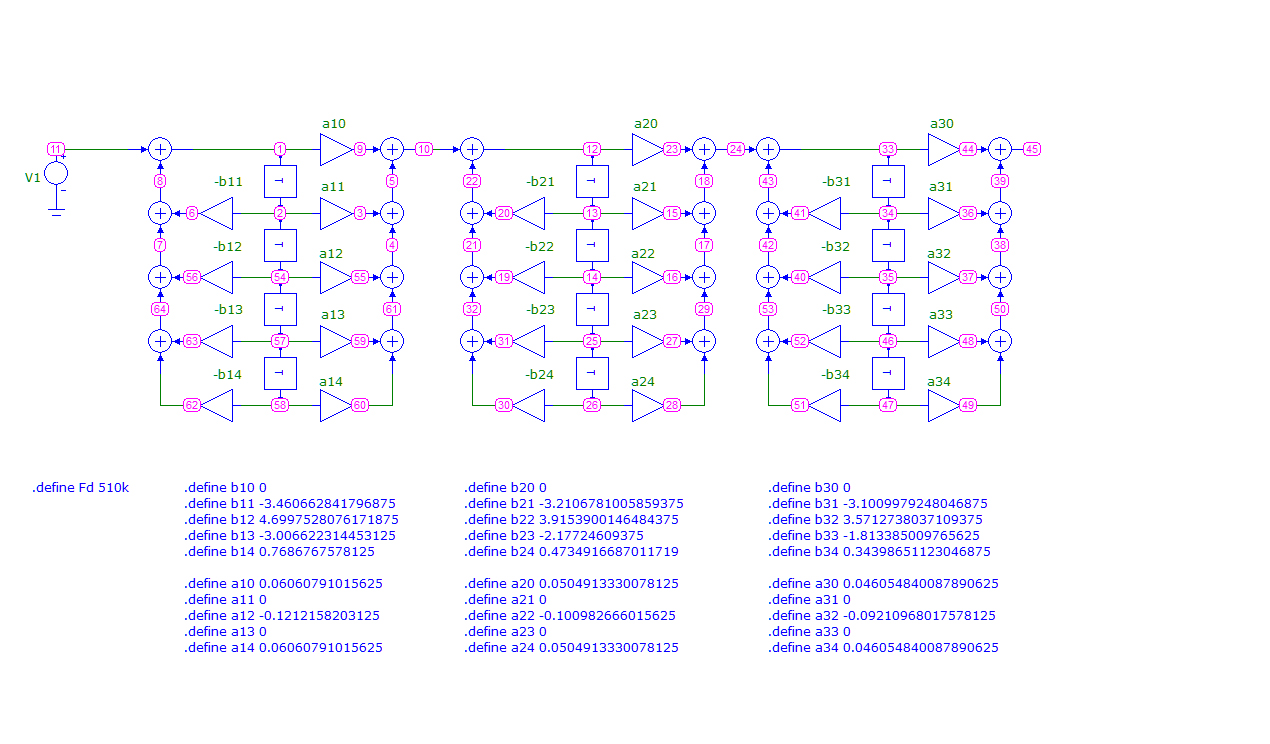 a10 a20 a30
11 1 9 10 12 23 24 33 44 45
V1 + -
8 5 22 18 43 39
-b11 T a11 -b21 T a21 -b31 T a31
6 2 3 20 13 15 41 34 36
7 4 21 17 42 38
-b12 T a12 -b22 T a22 -b32 T a32
56 54 55 19 14 16 40 35 37
64 61 32 29 53 50
-b13 T a13 -b23 T a23 -b33 T a33
63 57 59 31 25 27 52 46 48
-b14 T a14 -b24 T a24 -b34 T a34
62 58 60 30 26 28 51 47 49
.define Fd 510k
.define b10 0
.define b11 -3.460662841796875
.define b12 4.6997528076171875
.define b13 -3.006622314453125
.define b14 0.7686767578125
.define a10 0.06060791015625
.define a11 0
.define a12 -0.1212158203125
.define a13 0
.define a14 0.06060791015625
.define b20 0
.define b21 -3.2106781005859375
.define b22 3.9153900146484375
.define b23 -2.17724609375
.define b24 0.4734916687011719
.define a20 0.0504913330078125
.define a21 0
.define a22 -0.100982666015625
.define a23 0
.define a24 0.0504913330078125
.define b30 0
.define b31 -3.1009979248046875
.define b32 3.5712738037109375
.define b33 -1.813385009765625
.define b34 0.34398651123046875
.define a30 0.046054840087890625
.define a31 0
.define a32 -0.09210968017578125
.define a33 0
.define a34 0.046054840087890625